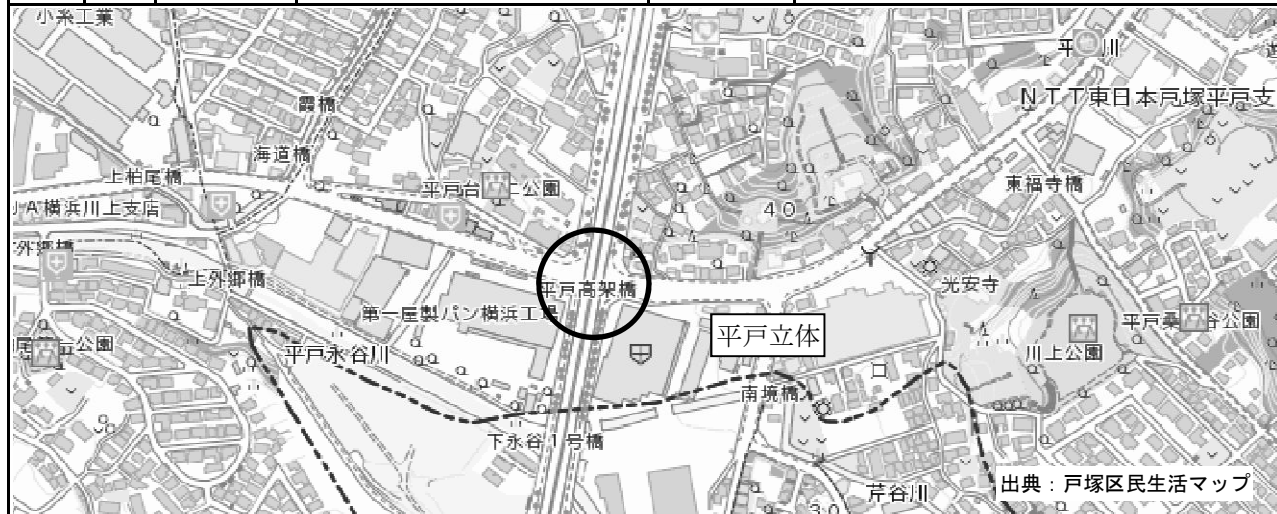 小糸工業
平　川
NTT東日本戸塚平戸支
霞橋
海道橋
上柏尾橋
平戸台　公園
東福寺橋
JA横浜川上支店
40
外郷橋
上外郷橋
平戸高架橋
光安寺
第一屋製パン横浜工場
平戸立体
平戸桑　谷公園
平戸永谷川
川上公園
公園
南境橋
下永谷1号橋
芹谷川
出典：戸塚区民生活マップ
30